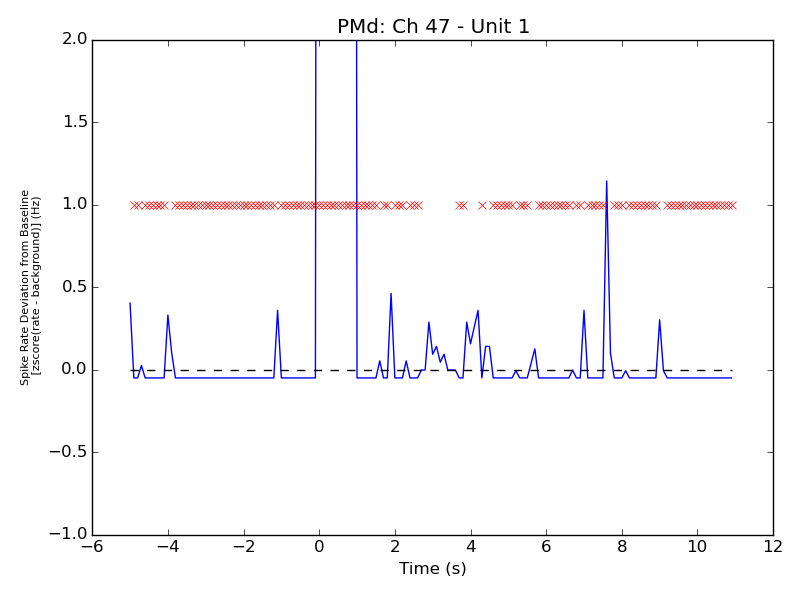 PMd: Ch 47 - Unit 1
2.0
1.5
1.0
0.5
0.0
−0.5
−1.0
Spike Rate Deviation from Baseline
[zscore(rate - background)] (Hz)
−6 −4 −2 0 2 4 6 8 10 12
Time (s)